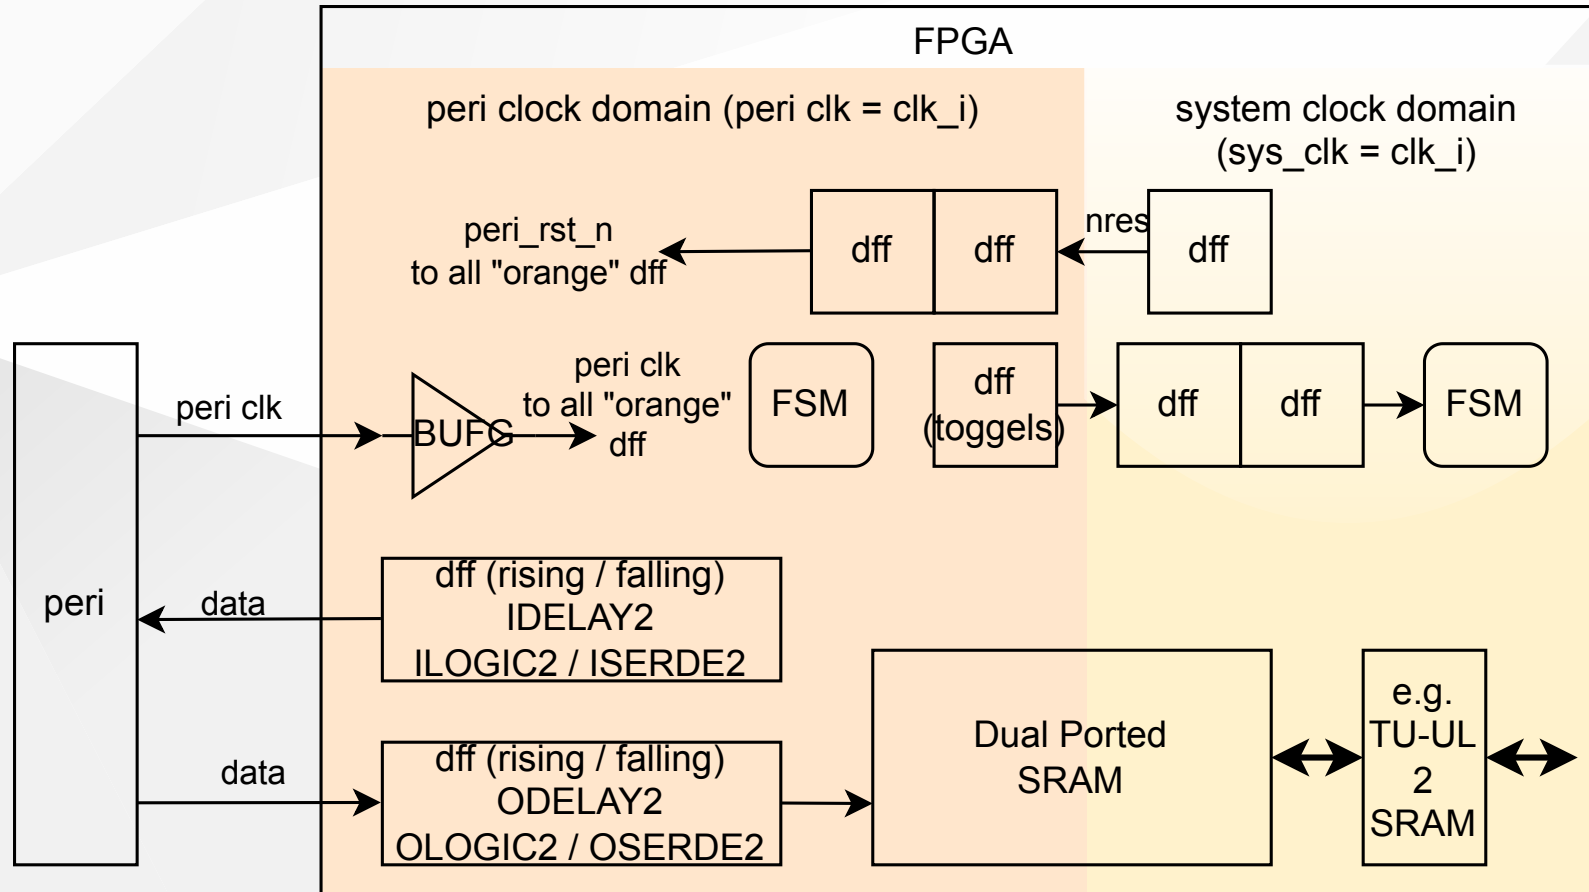 FPGA
peri clock domain (peri clk = clk_i)
system clock domain
(sys_clk = clk_i)
peri_rst_n
to all "orange" dff
dff
dff
nres
dff
peri clk
BUFG
peri clk
to all "orange"
dff
FSM
dff
(toggels)
dff
dff
FSM
peri
data
dff (rising / falling)
IDELAY2
ILOGIC2 / ISERDE2
data
dff (rising / falling)
ODELAY2
OLOGIC2 / OSERDE2
Dual Ported
SRAM
e.g.
TU-UL
2
SRAM